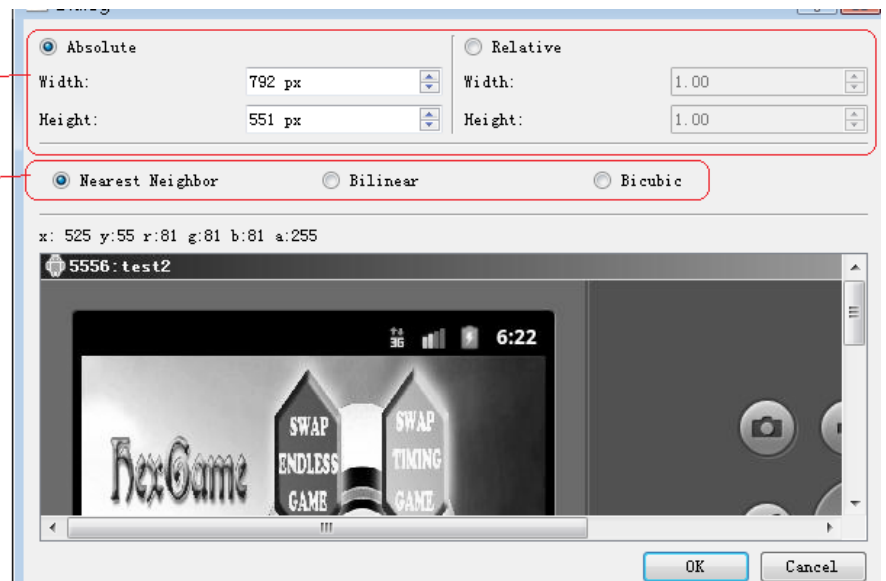 Absolute
Relative
Width: 792 px
Width: 1.00
Height: 551 px
Height: 1.00
Nearest Neighbor Bilinear Bicubic
x: 525 y:55 r:81 g:81 b:81 a:255
5556:test2
3G 6:22
HexGame
SWAP ENDLESS GAME
SWAP TIMING GAME
OK Cancel